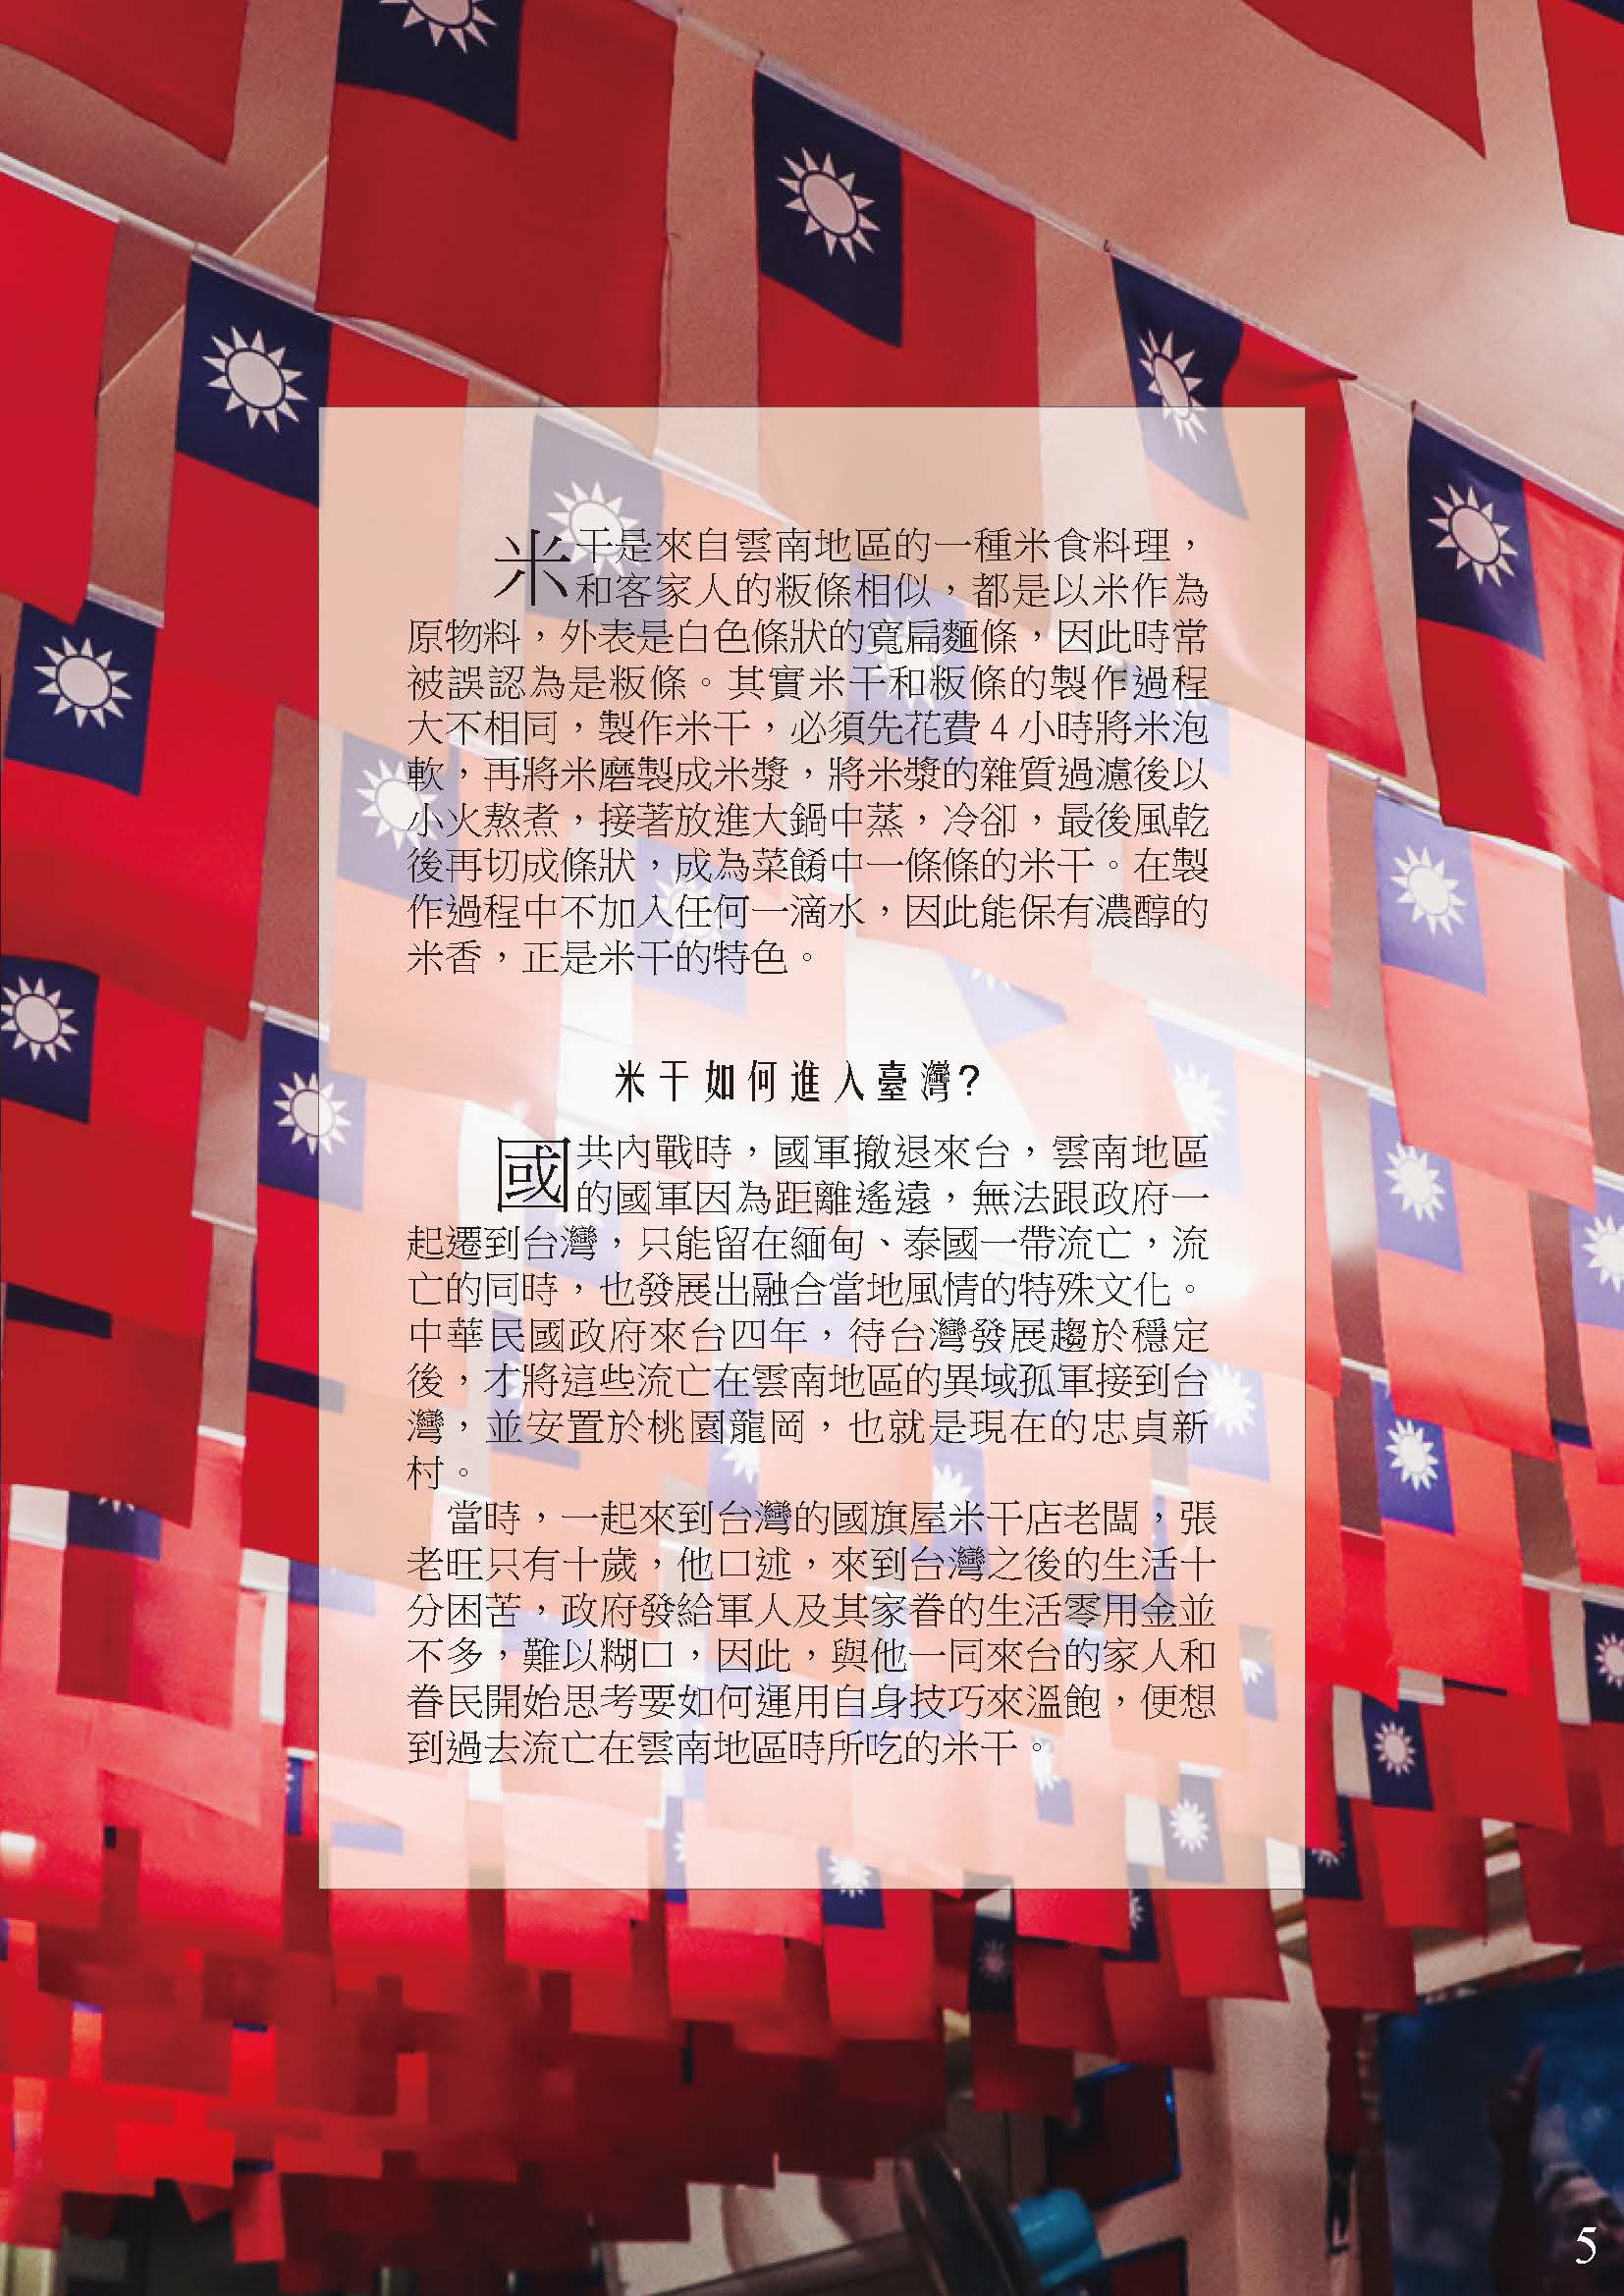 米干是來自雲南地區的一種米食料理，
和客家人的粄條相似，都是以米作為
原物料，外表是白色條狀的寬扁麵條，因此時常
被誤認為是粄條。其實米干和粄條的製作過程
大不相同，製作米干，必須先花費 4 小時將米泡
軟，再將米磨製成米漿，將米漿的雜質過濾後以
小火熬煮，接著放進大鍋中蒸，冷卻，最後風乾
後再切成條狀，成為菜餚中一條條的米干。在製
作過程中不加入任何一滴水，因此能保有濃醇的
米香，正是米干的特色。
米干如何進入臺灣?
國共內戰時，國軍撤退來台，雲南地區
的國軍因為距離遙遠，無法跟政府一
起遷到台灣，只能留在緬甸、泰國一帶流亡，流
亡的同時，也發展出融合當地風情的特殊文化。
中華民國政府來台四年，待台灣發展趨於穩定
後，才將這些流亡在雲南地區的異域孤軍接到台
灣，並安置於桃園龍岡，也就是現在的忠貞新
村。
當時，一起來到台灣的國旗屋米干店老闆，張
老旺只有十歲，他口述，來到台灣之後的生活十
分困苦，政府發給軍人及其家眷的生活零用金並
不多，難以糊口，因此，與他一同來台的家人和
眷民開始思考要如何運用自身技巧來溫飽，便想
到過去流亡在雲南地區時所吃的米干。
5